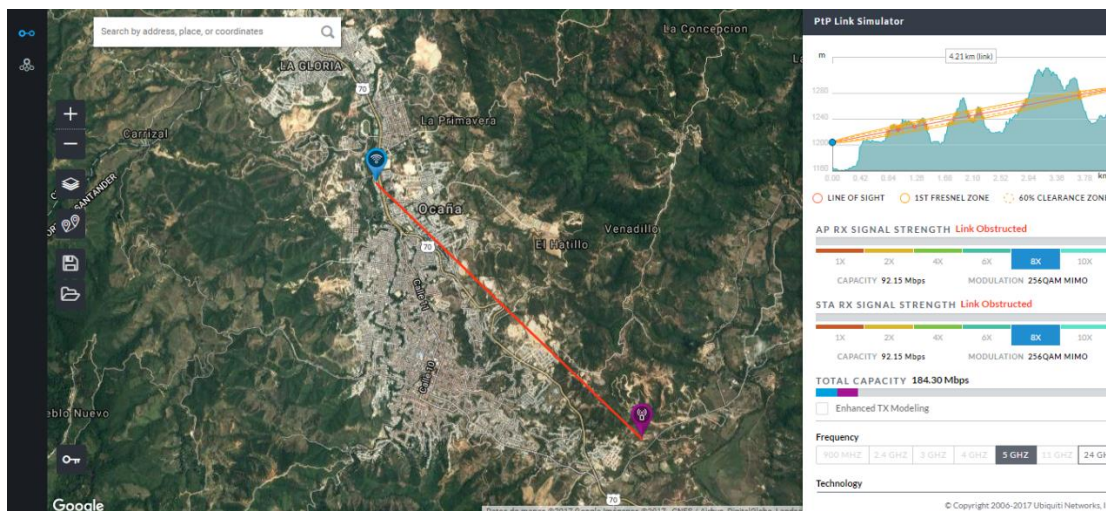 Search by address, place, or coordinates
La Concepcion
LA GLORIA
70
La Primavera
Carrizal
SANTANDER
Ocaña
70
El Hatillo
Venadillo
Calle 11
Calle 10
eblo Nuevo
70
Google
PtP Link Simulator
m
4.21 km (link)
1280
1240
1200
1160
0.00 0.42 0.84 1.26 1.68 2.10 2.52 2.94 3.36 3.78
km
LINE OF SIGHT 1ST FRESNEL ZONE 60% CLEARANCE ZONE
AP RX SIGNAL STRENGTH Link Obstructed
1X 2X 4X 6X 8X 10X
CAPACITY 92.15 Mbps MODULATION 256QAM MIMO
STA RX SIGNAL STRENGTH Link Obstructed
1X 2X 4X 6X 8X 10X
CAPACITY 92.15 Mbps MODULATION 256QAM MIMO
TOTAL CAPACITY 184.30 Mbps
Enhanced TX Modeling
Frequency
900 MHZ 2.4 GHZ 3 GHZ 4 GHZ 5 GHZ 11 GHZ 24 GH
Technology
© Copyright 2006-2017 Ubiquiti Networks, I